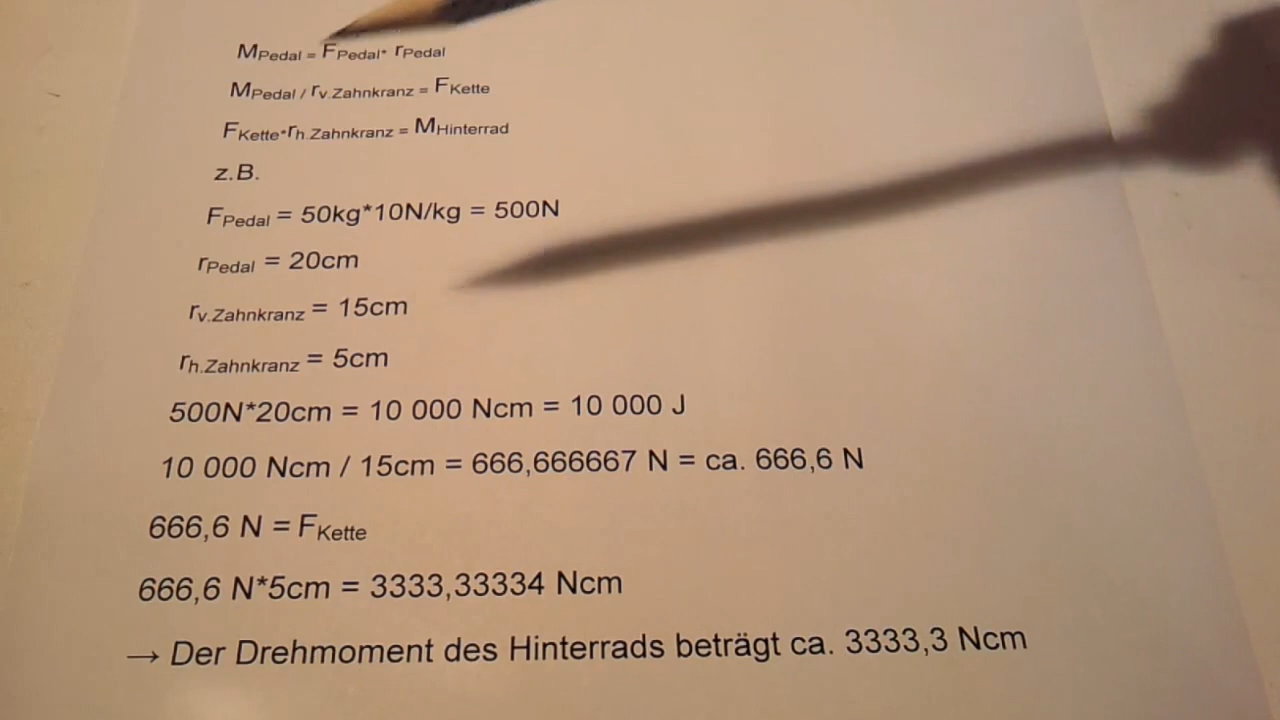 MPedal = FPedal* rPedal
MPedal / rv.Zahnkranz = FKette
FKette*rh.Zahnkranz = MHinterrad
z.B.
FPedal = 50kg*10N/kg = 500N
rPedal = 20cm
rv.Zahnkranz = 15cm
rh.Zahnkranz = 5cm
500N*20cm = 10 000 Ncm = 10 000 J
10 000 Ncm / 15cm = 666,666667 N = ca. 666,6 N
666,6 N = FKette
666,6 N*5cm = 3333,33334 Ncm
→ Der Drehmoment des Hinterrads beträgt ca. 3333,3 Ncm